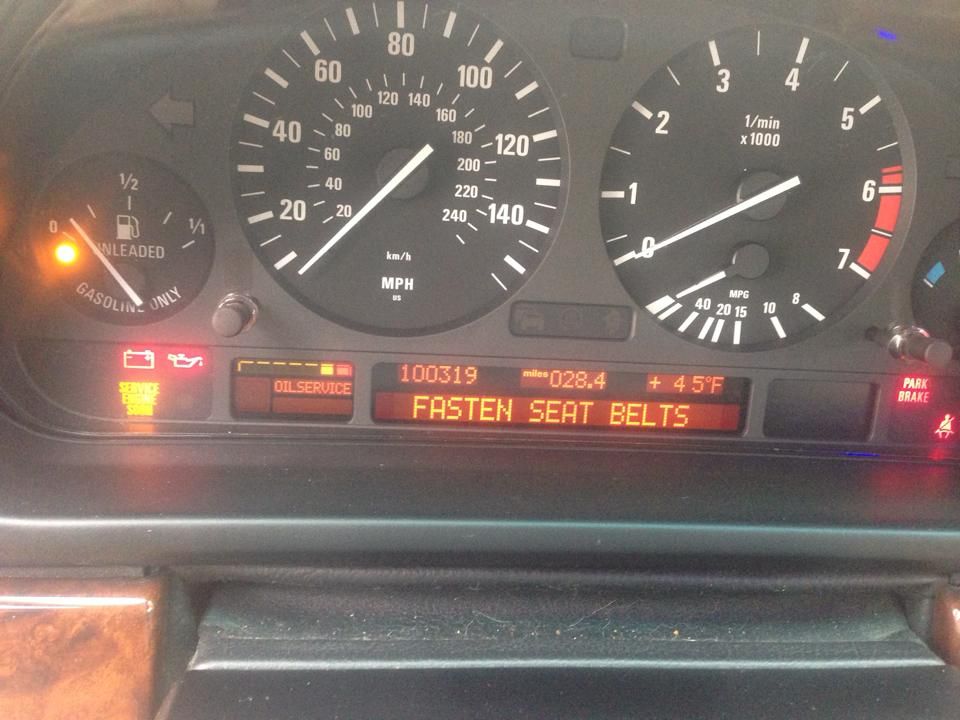 80
60
100
40
120
20
140
120 140
100
160
80
180
60
200
40
220
20
240
km/h
MPH
US
3
4
2
5
1/min
x 1000
1
6
0
7
MPG
40 20 15 10 8
1/2
0
1/1
UNLEADED
GASOLINE ONLY
SERVICE
ENGINE
SOON
OILSERVICE
100319 miles 028.4 + 45°F
FASTEN SEAT BELTS
PARK
BRAKE